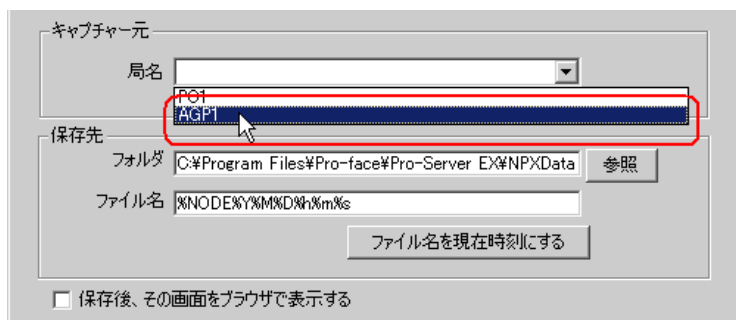 キャプチャー元
局名
PO1
AGP1
保存先
フォルダ C:¥Program Files¥Pro-face¥Pro-Server EX¥NPXData 参照
ファイル名 %NODE%Y%M%D%h%m%s
ファイル名を現在時刻にする
保存後、その画面をブラウザで表示する